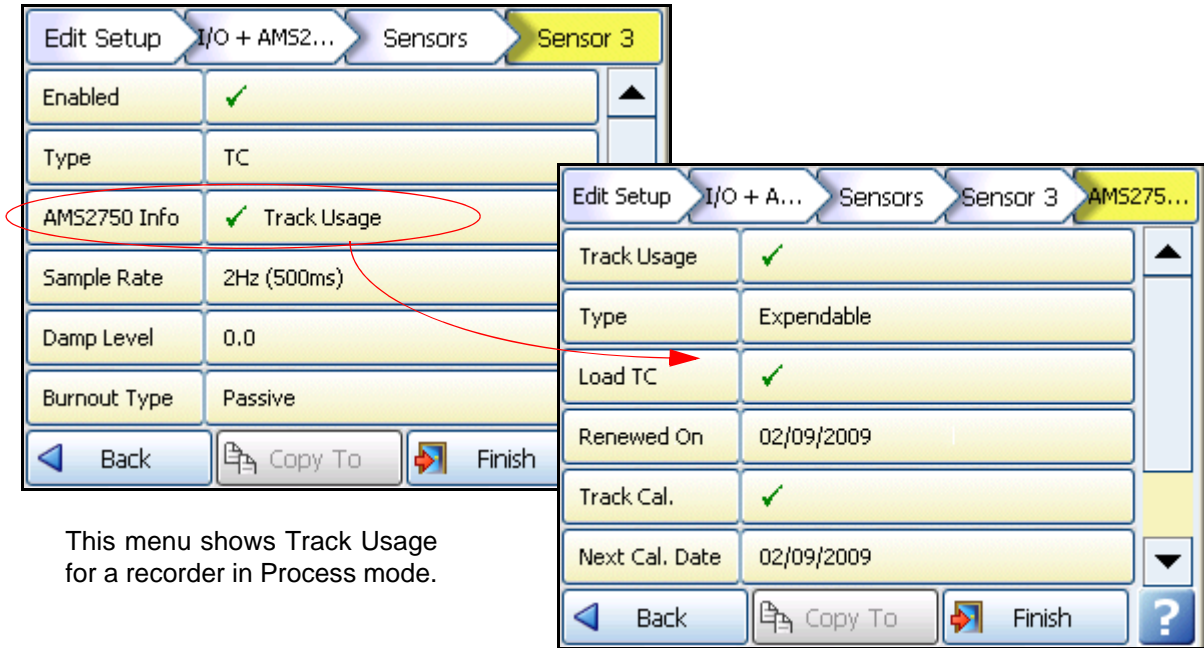 Edit Setup I/O + AMS2... Sensors Sensor 3
Enabled
Type TC
AMS2750 Info Track Usage
Sample Rate 2Hz (500ms)
Damp Level 0.0
Burnout Type Passive
Back Copy To Finish
This menu shows Track Usage
for a recorder in Process mode.
Edit Setup I/O + A... Sensors Sensor 3 AMS275...
Track Usage
Type Expendable
Load TC
Renewed On 02/09/2009
Track Cal.
Next Cal. Date 02/09/2009
Back Copy To Finish ?